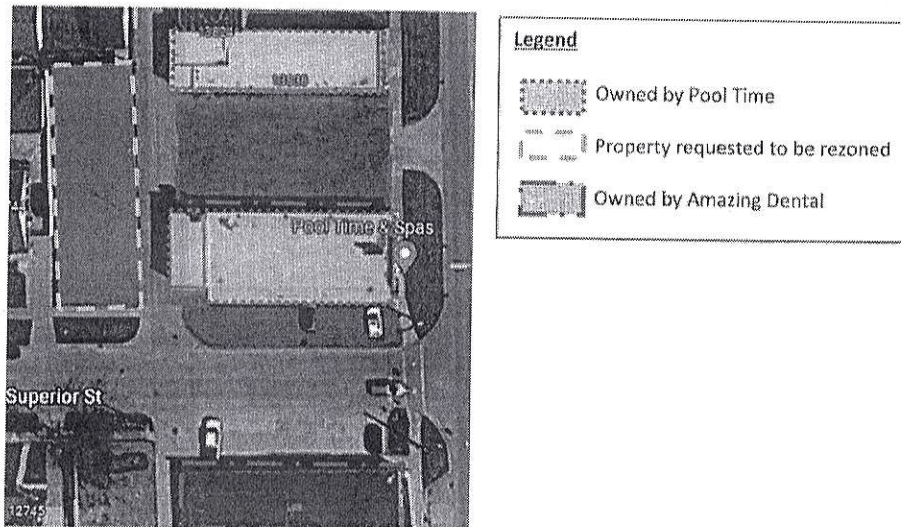 Legend
Owned by Pool Time
Property requested to be rezoned
Owned by Amazing Dental
Pool Time & Spas
Superior St
12745